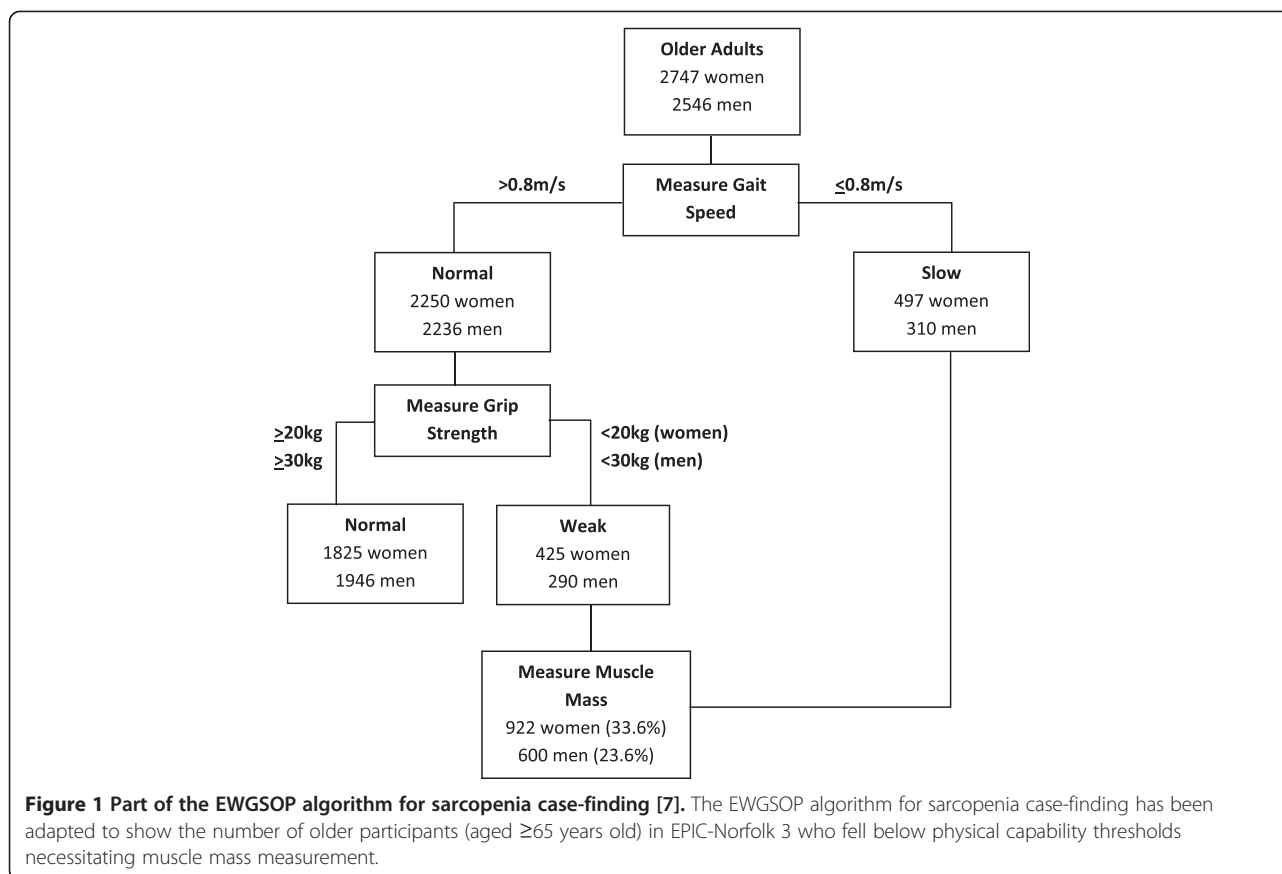 Older Adults
2747 women
2546 men
>0.8m/s
Measure Gait
Speed
≤0.8m/s
Normal
2250 women
2236 men
Slow
497 women
310 men
Measure Grip
Strength
≥20kg
≥30kg
<20kg (women)
<30kg (men)
Normal
1825 women
1946 men
Weak
425 women
290 men
Measure Muscle
Mass
922 women (33.6%)
600 men (23.6%)
Figure 1 Part of the EWGSOP algorithm for sarcopenia case-finding [7]. The EWGSOP algorithm for sarcopenia case-finding has been
adapted to show the number of older participants (aged ≥65 years old) in EPIC-Norfolk 3 who fell below physical capability thresholds
necessitating muscle mass measurement.